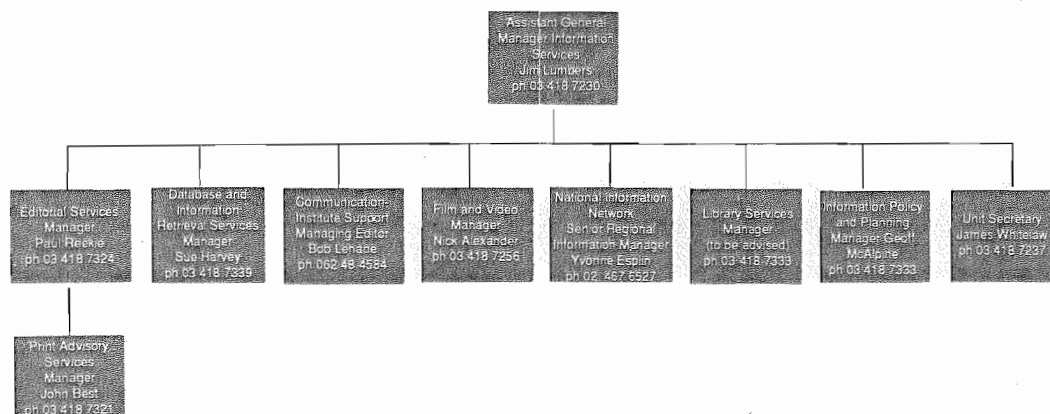 Assistant General
Manager Information
Services
Jim Lumbers
ph 03 418 7230
Editorial Services
Manager
Paul Reekie
ph 03 418 7324
Database and
Information
Retreval Services
Manager
Sue Harvey
ph 03 418 7339
Communication-
Institute Support
Managing Editor
Bob Lehane
ph 062 48 4584
Film and Video
Manager
Nick Alexander
ph 03 418 7256
National Information
Network
Senior Regional
Information Manager
Yvonne Esplin
ph 02 467 6527
Library Services
Manager
(to be advised)
ph 03 418 7333
Information Policy
and Planning
Manager Geoff
McAlpine
ph 03 418 7333
Unit Secretary
James Whitelaw
ph 03 418 7237
Print Advisory
Services
Manager
John Best
ph 03 418 7321